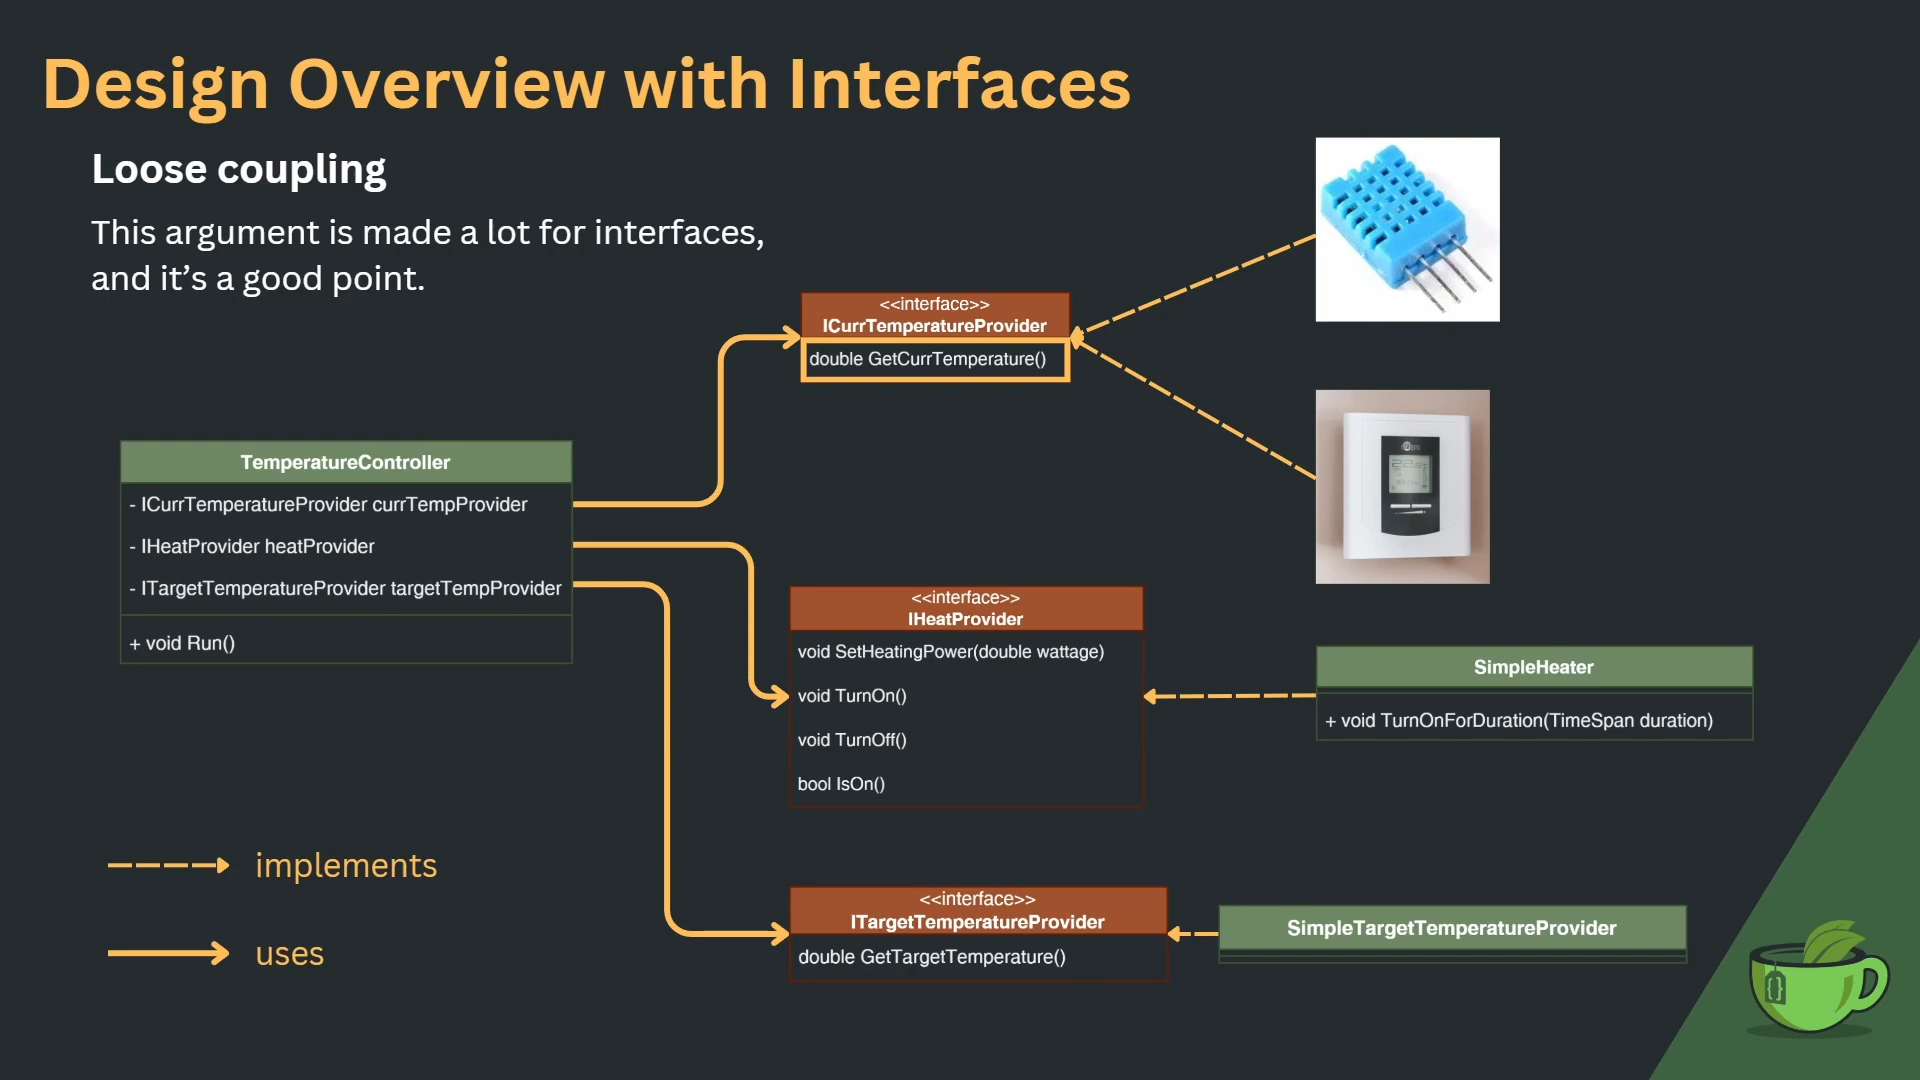 Design Overview with Interfaces
Loose coupling
This argument is made a lot for interfaces,
and it’s a good point.
<<interface>>
ICurrTemperatureProvider
double GetCurrTemperature()
TemperatureController
- ICurrTemperatureProvider currTempProvider
- IHeatProvider heatProvider
- ITargetTemperatureProvider targetTempProvider
+ void Run()
<<interface>>
IHeatProvider
void SetHeatingPower(double wattage)
void TurnOn()
void TurnOff()
bool IsOn()
SimpleHeater
+ void TurnOnForDuration(TimeSpan duration)
<<interface>>
ITargetTemperatureProvider
double GetTargetTemperature()
SimpleTargetTemperatureProvider
implements
uses
{}